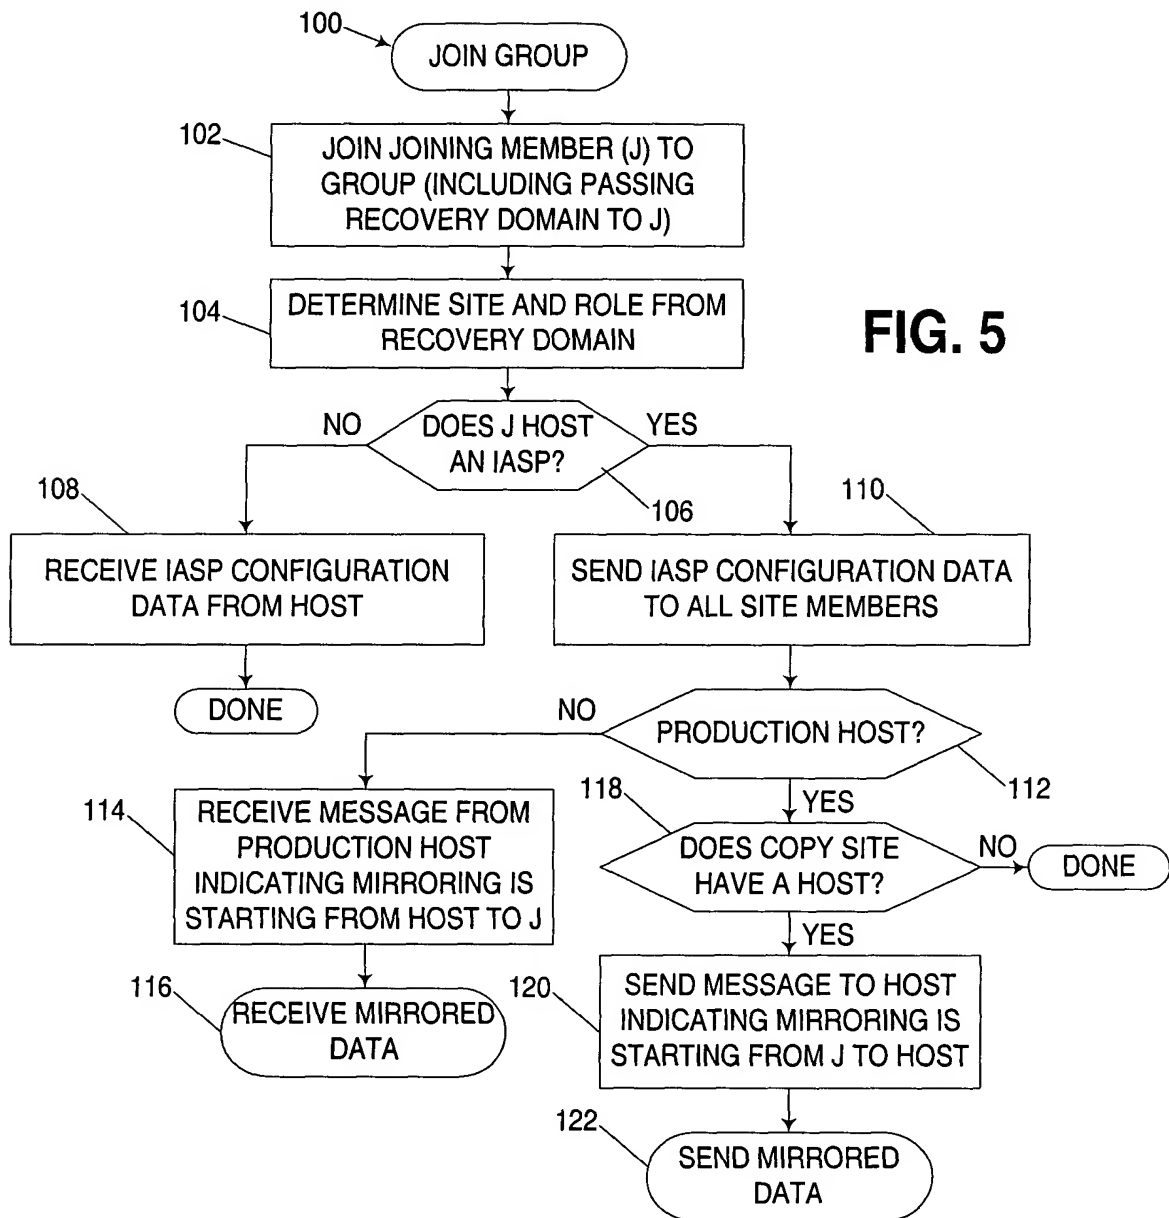 100
JOIN GROUP
102
JOIN JOINING MEMBER (J) TO
GROUP (INCLUDING PASSING
RECOVERY DOMAIN TO J)
104
DETERMINE SITE AND ROLE FROM
RECOVERY DOMAIN
FIG. 5
NO
DOES J HOST
AN IASP?
YES
106
108
RECEIVE IASP CONFIGURATION
DATA FROM HOST
110
SEND IASP CONFIGURATION DATA
TO ALL SITE MEMBERS
DONE
NO
PRODUCTION HOST?
112
YES
114
RECEIVE MESSAGE FROM
PRODUCTION HOST
INDICATING MIRRORING IS
STARTING FROM HOST TO J
118
DOES COPY SITE
HAVE A HOST?
NO
DONE
YES
116
RECEIVE MIRRORED
DATA
120
SEND MESSAGE TO HOST
INDICATING MIRRORING IS
STARTING FROM J TO HOST
122
SEND MIRRORED
DATA